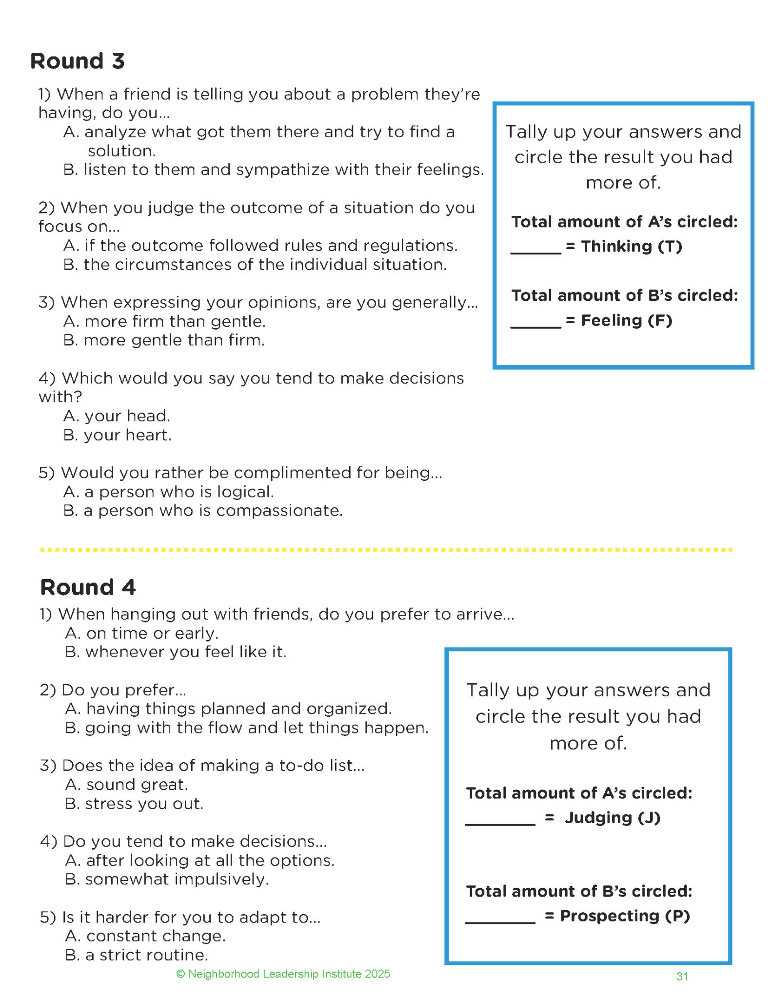 Round 3
1) When a friend is telling you about a problem they’re
having, do you...
A. analyze what got them there and try to find a
solution.
B. listen to them and sympathize with their feelings.
2) When you judge the outcome of a situation do you
focus on...
A. if the outcome followed rules and regulations.
B. the circumstances of the individual situation.
3) When expressing your opinions, are you generally...
A. more firm than gentle.
B. more gentle than firm.
4) Which would you say you tend to make decisions
with?
A. your head.
B. your heart.
5) Would you rather be complimented for being...
A. a person who is logical.
B. a person who is compassionate.
Tally up your answers and
circle the result you had
more of.
Total amount of A’s circled:
______ = Thinking (T)
Total amount of B’s circled:
______ = Feeling (F)
Round 4
1) When hanging out with friends, do you prefer to arrive...
A. on time or early.
B. whenever you feel like it.
2) Do you prefer...
A. having things planned and organized.
B. going with the flow and let things happen.
3) Does the idea of making a to-do list...
A. sound great.
B. stress you out.
4) Do you tend to make decisions...
A. after looking at all the options.
B. somewhat impulsively.
5) Is it harder for you to adapt to...
A. constant change.
B. a strict routine.
Tally up your answers and
circle the result you had
more of.
Total amount of A’s circled:
________ = Judging (J)
Total amount of B’s circled:
________ = Prospecting (P)
© Neighborhood Leadership Institute 2025
31